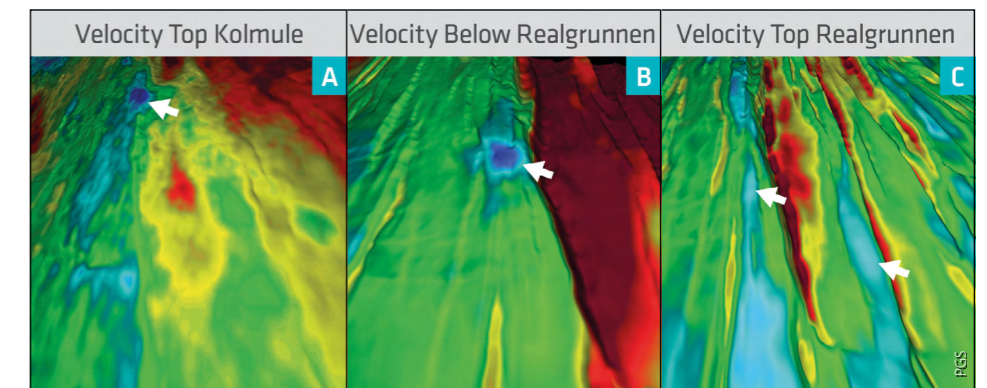 Velocity Top Kolmule
Velocity Below Realgrunnen
Velocity Top Realgrunnen
A
B
C
PGS